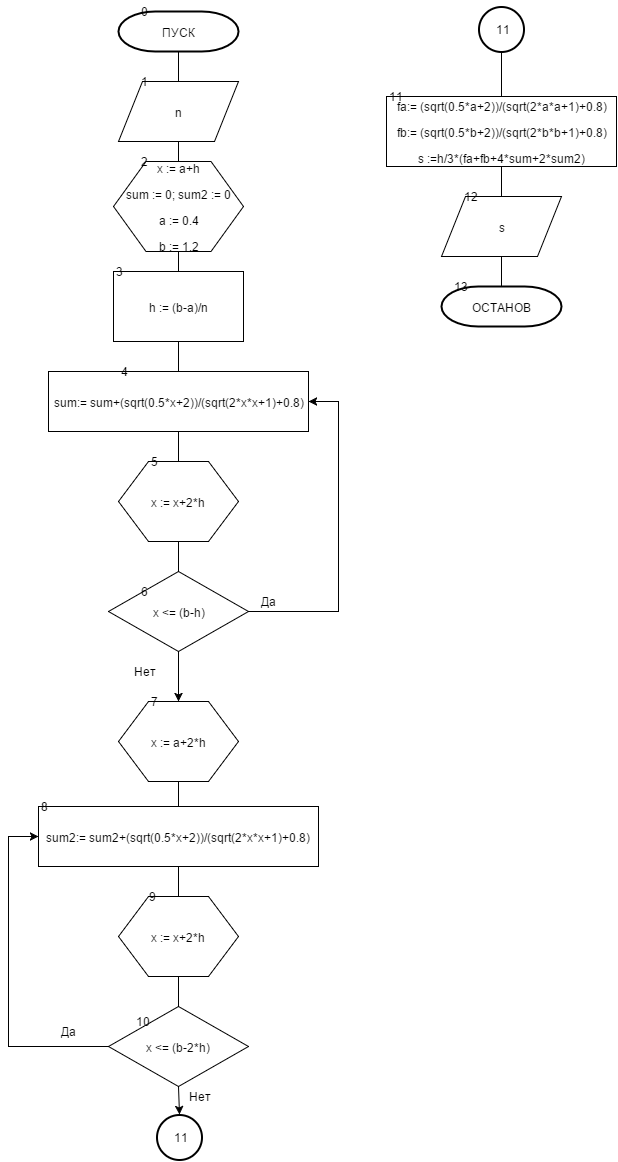 0
ПУСК
1
n
2
x := a+h
sum := 0; sum2 := 0
a := 0.4
b := 1.2
3
h := (b-a)/n
4
sum:= sum+(sqrt(0.5*x+2))/(sqrt(2*x*x+1)+0.8)
5
x := x+2*h
6
x <= (b-h)
Да
Нет
7
x := a+2*h
8
sum2:= sum2+(sqrt(0.5*x+2))/(sqrt(2*x*x+1)+0.8)
9
x := x+2*h
10
x <= (b-2*h)
Да
Нет
11
11
11
fa:= (sqrt(0.5*a+2))/(sqrt(2*a*a+1)+0.8)
fb:= (sqrt(0.5*b+2))/(sqrt(2*b*b+1)+0.8)
s :=h/3*(fa+fb+4*sum+2*sum2)
12
s
13
ОСТАНОВ